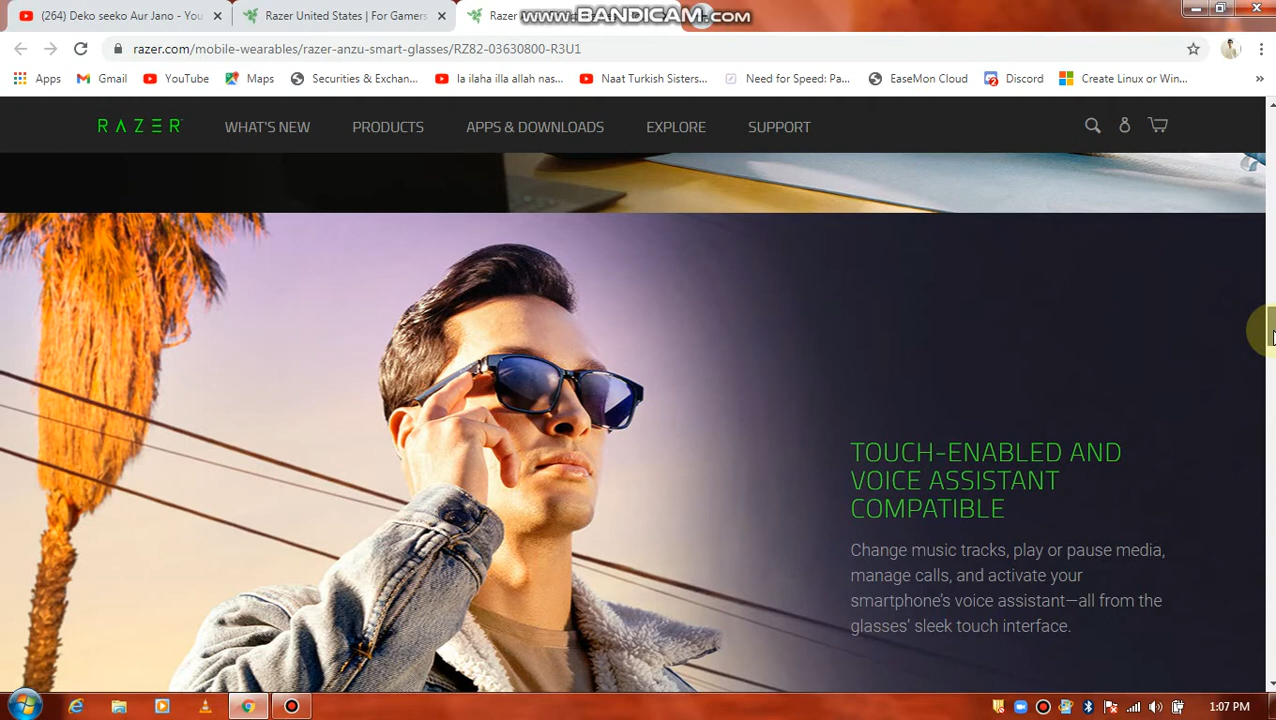 (264) Deko seeko Aur Jano - You
Razer United States | For Gamers
Razer
www.BANDICAM.com
razer.com/mobile-wearables/razer-anzu-smart-glasses/RZ82-03630800-R3U1
Apps
Gmail
YouTube
Maps
Securities & Exchan...
la ilaha illa allah nas...
Naat Turkish Sisters...
Need for Speed: Pa...
EaseMon Cloud
Discord
Create Linux or Win...
»
RAZER
WHAT'S NEW
PRODUCTS
APPS & DOWNLOADS
EXPLORE
SUPPORT
TOUCH-ENABLED AND
VOICE ASSISTANT
COMPATIBLE
Change music tracks, play or pause media,
manage calls, and activate your
smartphone's voice assistant—all from the
glasses' sleek touch interface.
1:07 PM